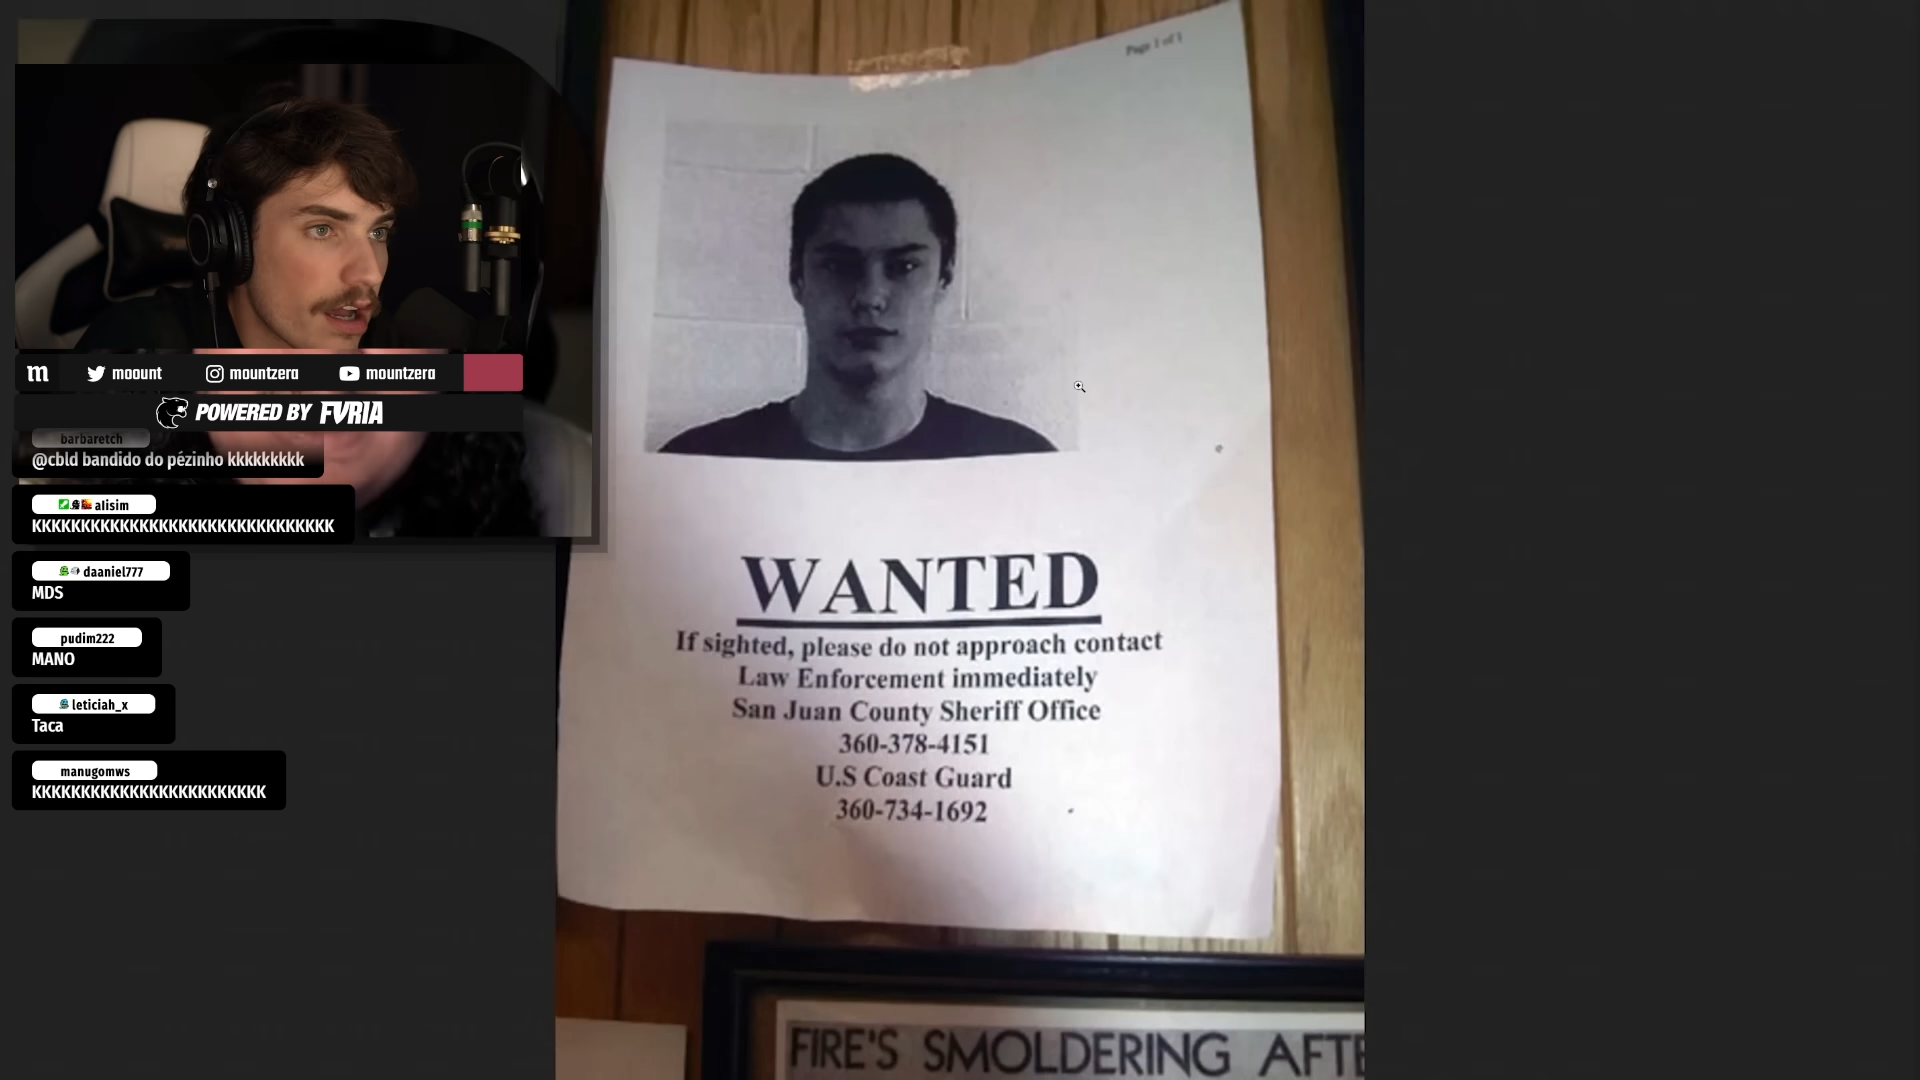 Page 1 of 1
m
moount
mountzera
mountzera
POWERED BY FVRIA
barbaretch
@cbld bandido do pézinho kkkkkkkkk
alisim
KKKKKKKKKKKKKKKKKKKKKKKKKKKKKKK
daaniel777
MDS
pudim222
MANO
leticiah_x
Taca
manugomws
KKKKKKKKKKKKKKKKKKKKKKKK
WANTED
If sighted, please do not approach contact
Law Enforcement immediately
San Juan County Sheriff Office
360-378-4151
U.S Coast Guard
360-734-1692
FIRE'S SMOLDERING AFTE